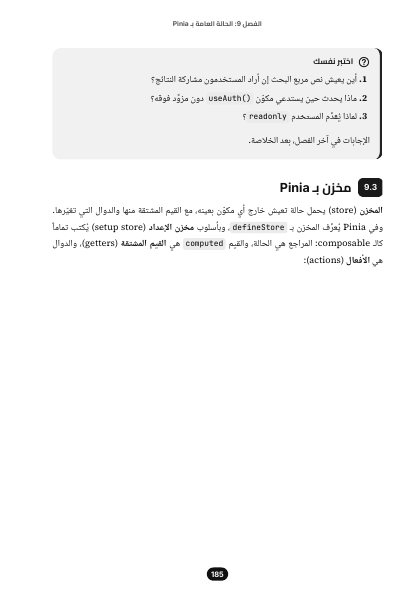 الفصل 9: الحالة العامة بـ Pinia
اختبر نفسك
1. أين يعيش نص مربع البحث إن أراد المستخدمون مشاركة النتائج؟
2. ماذا يحدث حين يستدعي مكوّن useAuth() دون مزوّد فوقه؟
3. لماذا يُقدَّم المستخدم readonly ؟
الإجابات في آخر الفصل، بعد الخلاصة.
9.3 مخزن بـ Pinia
المخزن (store) يحمل حالة تعيش خارج أي مكوّن بعينه، مع القيم المشتقة منها والدوال التي تغيّرها.
وفي Pinia يُعرَّف المخزن بـ defineStore، وبأسلوب مخزن الإعداد (setup store) يُكتب تماماً
كالـ composable: المراجع هي الحالة، والقيم computed هي القيم المشتقة (getters)، والدوال
هي الأفعال (actions):
185